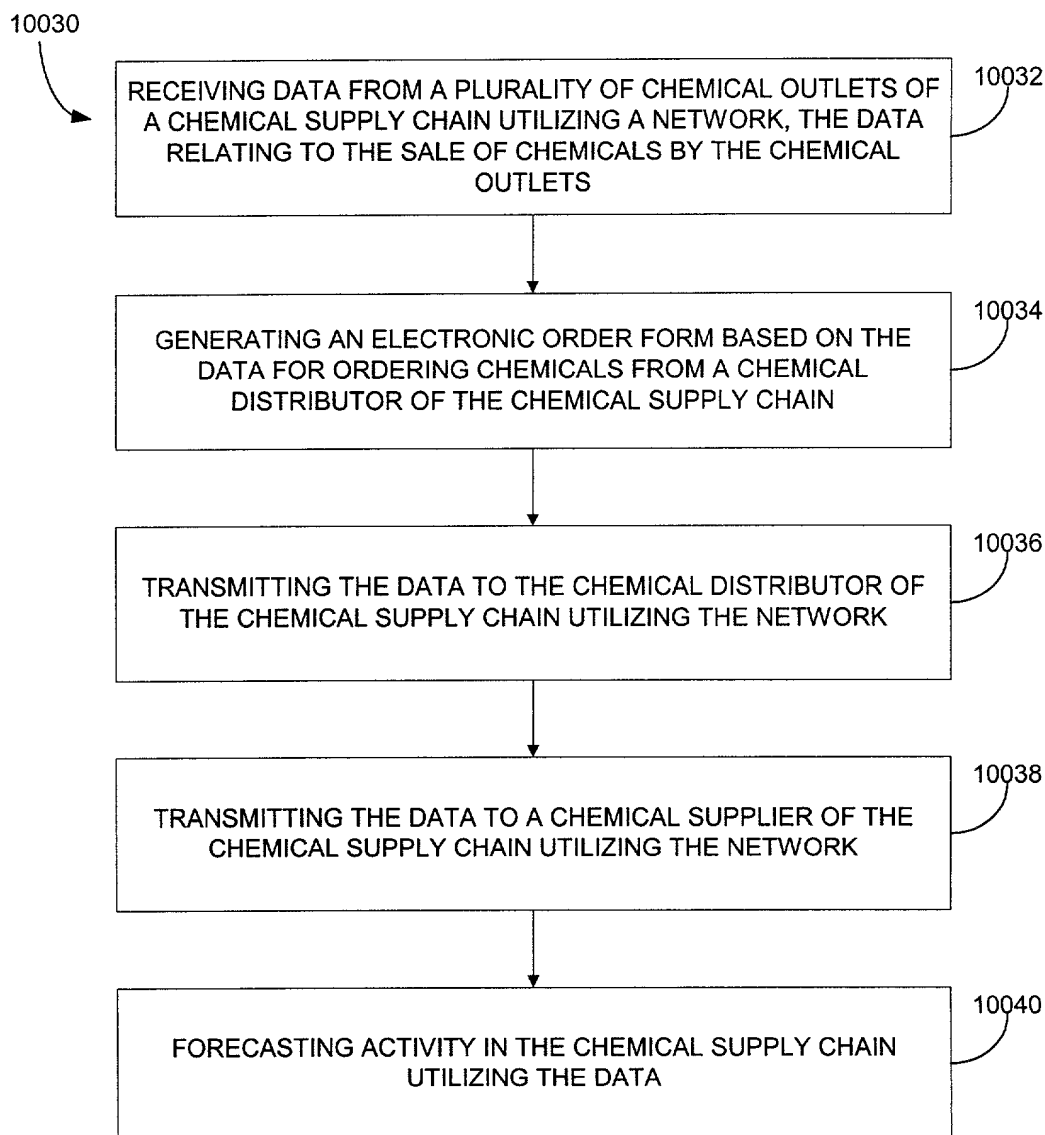 10030
RECEIVING DATA FROM A PLURALITY OF CHEMICAL OUTLETS OF
A CHEMICAL SUPPLY CHAIN UTILIZING A NETWORK, THE DATA
RELATING TO THE SALE OF CHEMICALS BY THE CHEMICAL
OUTLETS
10032
GENERATING AN ELECTRONIC ORDER FORM BASED ON THE
DATA FOR ORDERING CHEMICALS FROM A CHEMICAL
DISTRIBUTOR OF THE CHEMICAL SUPPLY CHAIN
10034
TRANSMITTING THE DATA TO THE CHEMICAL DISTRIBUTOR OF
THE CHEMICAL SUPPLY CHAIN UTILIZING THE NETWORK
10036
TRANSMITTING THE DATA TO A CHEMICAL SUPPLIER OF THE
CHEMICAL SUPPLY CHAIN UTILIZING THE NETWORK
10038
FORECASTING ACTIVITY IN THE CHEMICAL SUPPLY CHAIN
UTILIZING THE DATA
10040